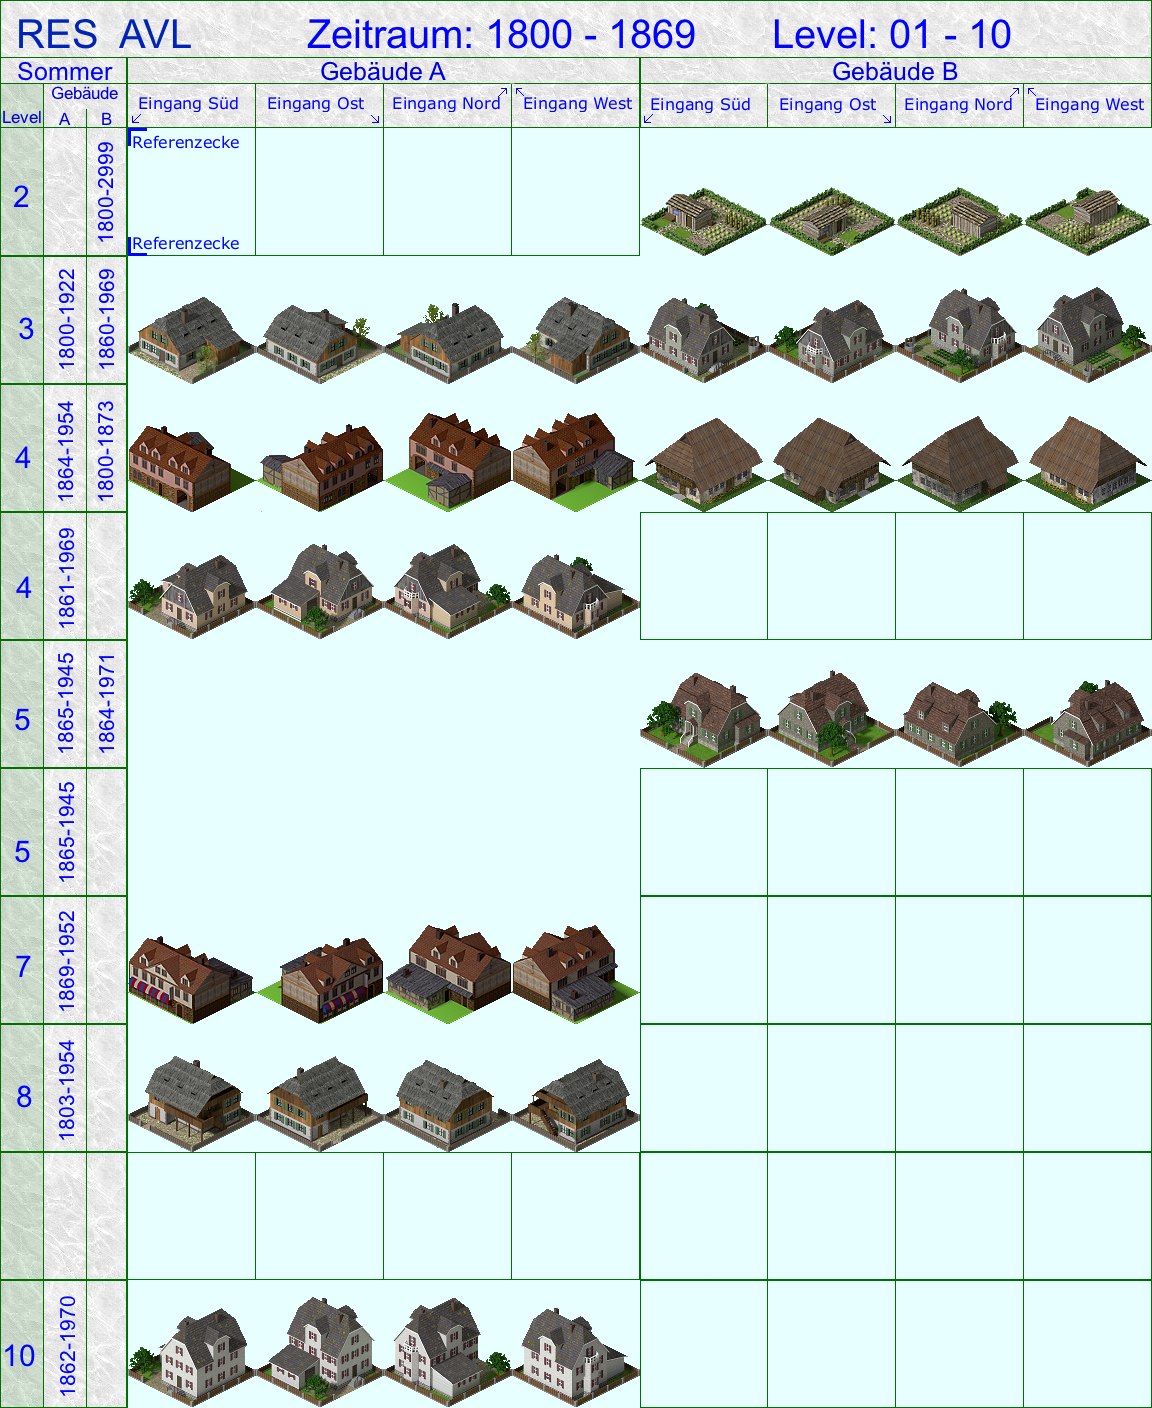 RES AVL Zeitraum: 1800 - 1869 Level: 01 - 10
Sommer Gebäude A Gebäude B
Gebäude
Level A B
Eingang Süd Eingang Ost Eingang Nord Eingang West Eingang Süd Eingang Ost Eingang Nord Eingang West
Referenzecke
2 1800-2999
Referenzecke
3 1800-1922 1860-1969
4 1864-1954 1800-1873
4 1861-1969
5 1865-1945 1864-1971
5 1865-1945
7 1869-1952
8 1803-1954
10 1862-1970